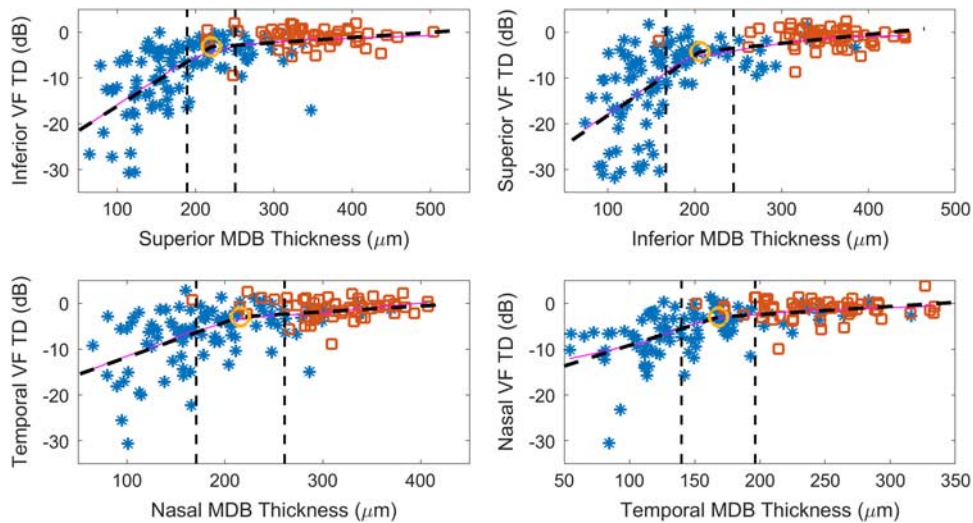 0
-10
-20
-30
Inferior VF TD (dB)
100 200 300 400 500
Superior MDB Thickness (μm)
0
-10
-20
-30
Superior VF TD (dB)
100 200 300 400 500
Inferior MDB Thickness (μm)
0
-10
-20
-30
Temporal VF TD (dB)
100 200 300 400
Nasal MDB Thickness (μm)
0
-10
-20
-30
Nasal VF TD (dB)
50 100 150 200 250 300 350
Temporal MDB Thickness (μm)